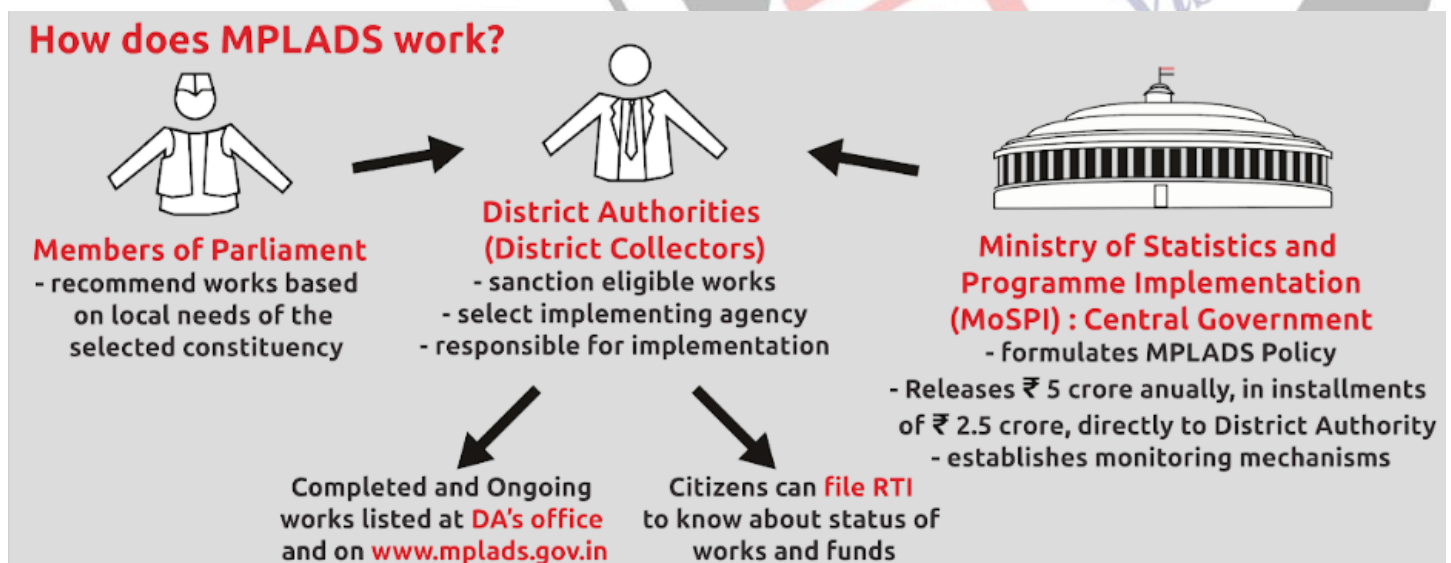 How does MPLADS work?
Members of Parliament
- recommend works based
on local needs of the
selected constituency
District Authorities
(District Collectors)
- sanction eligible works
- select implementing agency
- responsible for implementation
Ministry of Statistics and
Programme Implementation
(MoSPI) : Central Government
- formulates MPLADS Policy
- Releases ₹ 5 crore anually, in installments
of ₹ 2.5 crore, directly to District Authority
- establishes monitoring mechanisms
Completed and Ongoing
works listed at DA's office
and on www.mplads.gov.in
Citizens can file RTI
to know about status of
works and funds